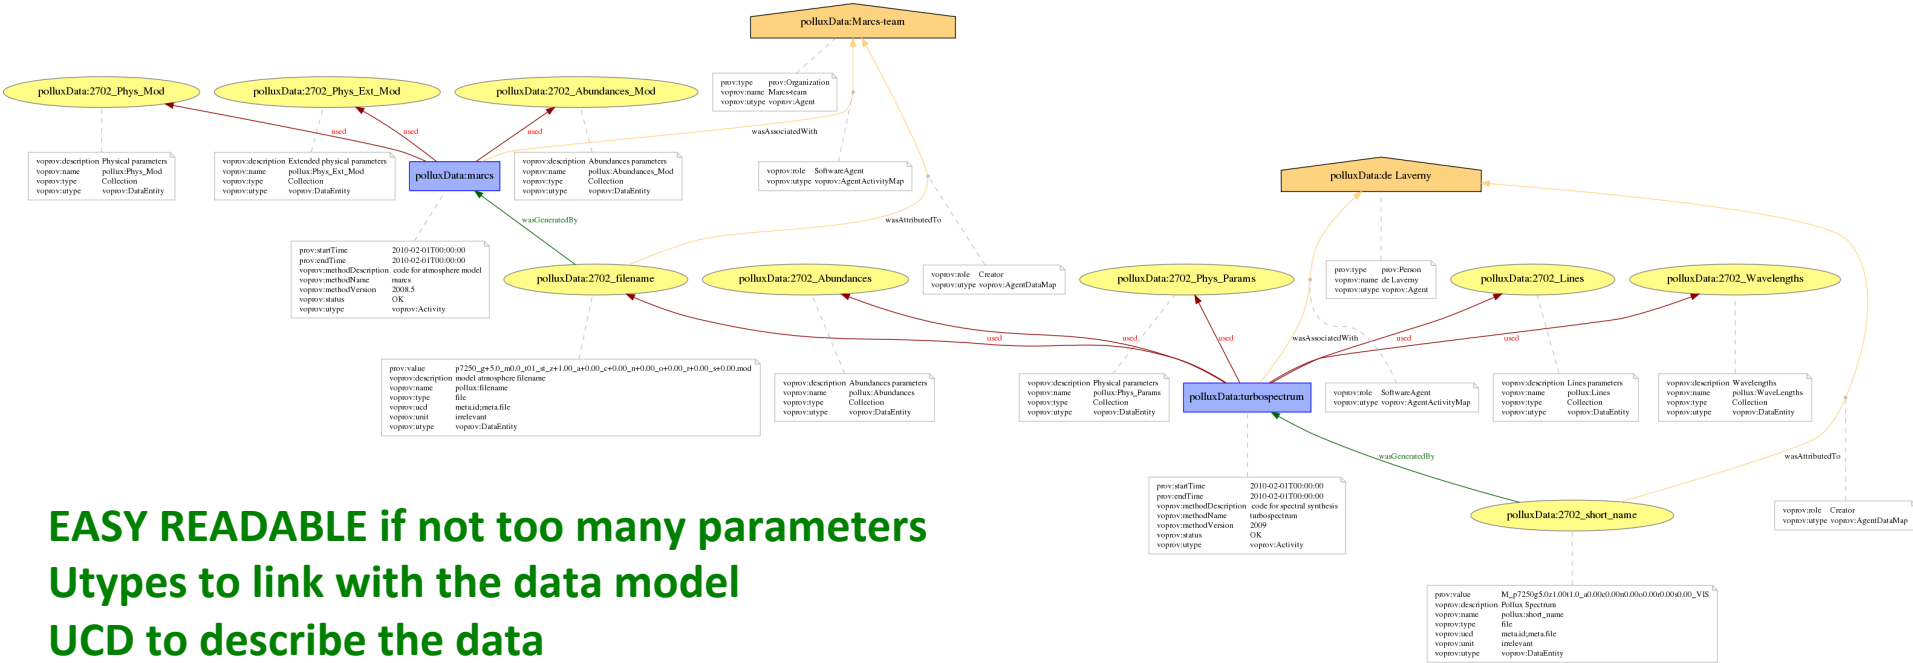 polluxData:Marcs-team
prov:type prov:Organization
voprov:name Marcs-team
voprov:utype voprov:Agent
polluxData:2702_Phys_Mod
polluxData:2702_Phys_Ext_Mod
polluxData:2702_Abundances_Mod
used
used
used
wasAssociatedWith
voprov:description Physical parameters
voprov:name pollux:Phys_Mod
voprov:type Collection
voprov:utype voprov:DataEntity
voprov:description Extended physical parameters
voprov:name pollux:Phys_Ext_Mod
voprov:type Collection
voprov:utype voprov:DataEntity
polluxData:marcs
voprov:description Abundances parameters
voprov:name pollux:Abundances_Mod
voprov:type Collection
voprov:utype voprov:DataEntity
voprov:role SoftwareAgent
voprov:utype voprov:AgentActivityMap
polluxData:de Laverny
wasGeneratedBy
wasAttributedTo
prov:startTime 2010-02-01T00:00:00
prov:endTime 2010-02-01T00:00:00
voprov:methodDescription code for atmosphere model
voprov:methodName marcs
voprov:methodVersion 2008.5
voprov:status OK
voprov:utype voprov:Activity
polluxData:2702_filename
polluxData:2702_Abundances
voprov:role Creator
voprov:utype voprov:AgentDataMap
polluxData:2702_Phys_Params
prov:type prov:Person
voprov:name de Laverny
voprov:utype voprov:Agent
polluxData:2702_Lines
polluxData:2702_Wavelengths
used
used
used
wasAssociatedWith
used
used
prov:value p7250_g+5.0_m0.0_t01_st_z+1.00_a+0.00_c+0.00_n+0.00_o+0.00_r+0.00_s+0.00.mod
voprov:description model atmosphere filename
voprov:name pollux:filename
voprov:type file
voprov:ucd meta.id;meta.file
voprov:unit irrelevant
voprov:utype voprov:DataEntity
voprov:description Abundances parameters
voprov:name pollux:Abundances
voprov:type Collection
voprov:utype voprov:DataEntity
voprov:description Physical parameters
voprov:name pollux:Phys_Params
voprov:type Collection
voprov:utype voprov:DataEntity
polluxData:turbospectrum
voprov:role SoftwareAgent
voprov:utype voprov:AgentActivityMap
voprov:description Lines parameters
voprov:name pollux:Lines
voprov:type Collection
voprov:utype voprov:DataEntity
voprov:description Wavelengths
voprov:name pollux:WaveLengths
voprov:type Collection
voprov:utype voprov:DataEntity
wasGeneratedBy
wasAttributedTo
prov:startTime 2010-02-01T00:00:00
prov:endTime 2010-02-01T00:00:00
voprov:methodDescription code for spectral synthesis
voprov:methodName turbospectrum
voprov:methodVersion 2009
voprov:status OK
voprov:utype voprov:Activity
polluxData:2702_short_name
voprov:role Creator
voprov:utype voprov:AgentDataMap
prov:value M_p7250g5.0z1.00t1.0_a0.00c0.00n0.00o0.00r0.00s0.00_VIS
voprov:description Pollux Spectrum
voprov:name pollux:short_name
voprov:type file
voprov:ucd meta.id;meta.file
voprov:unit irrelevant
voprov:utype voprov:DataEntity
EASY READABLE if not too many parameters
Utypes to link with the data model
UCD to describe the data